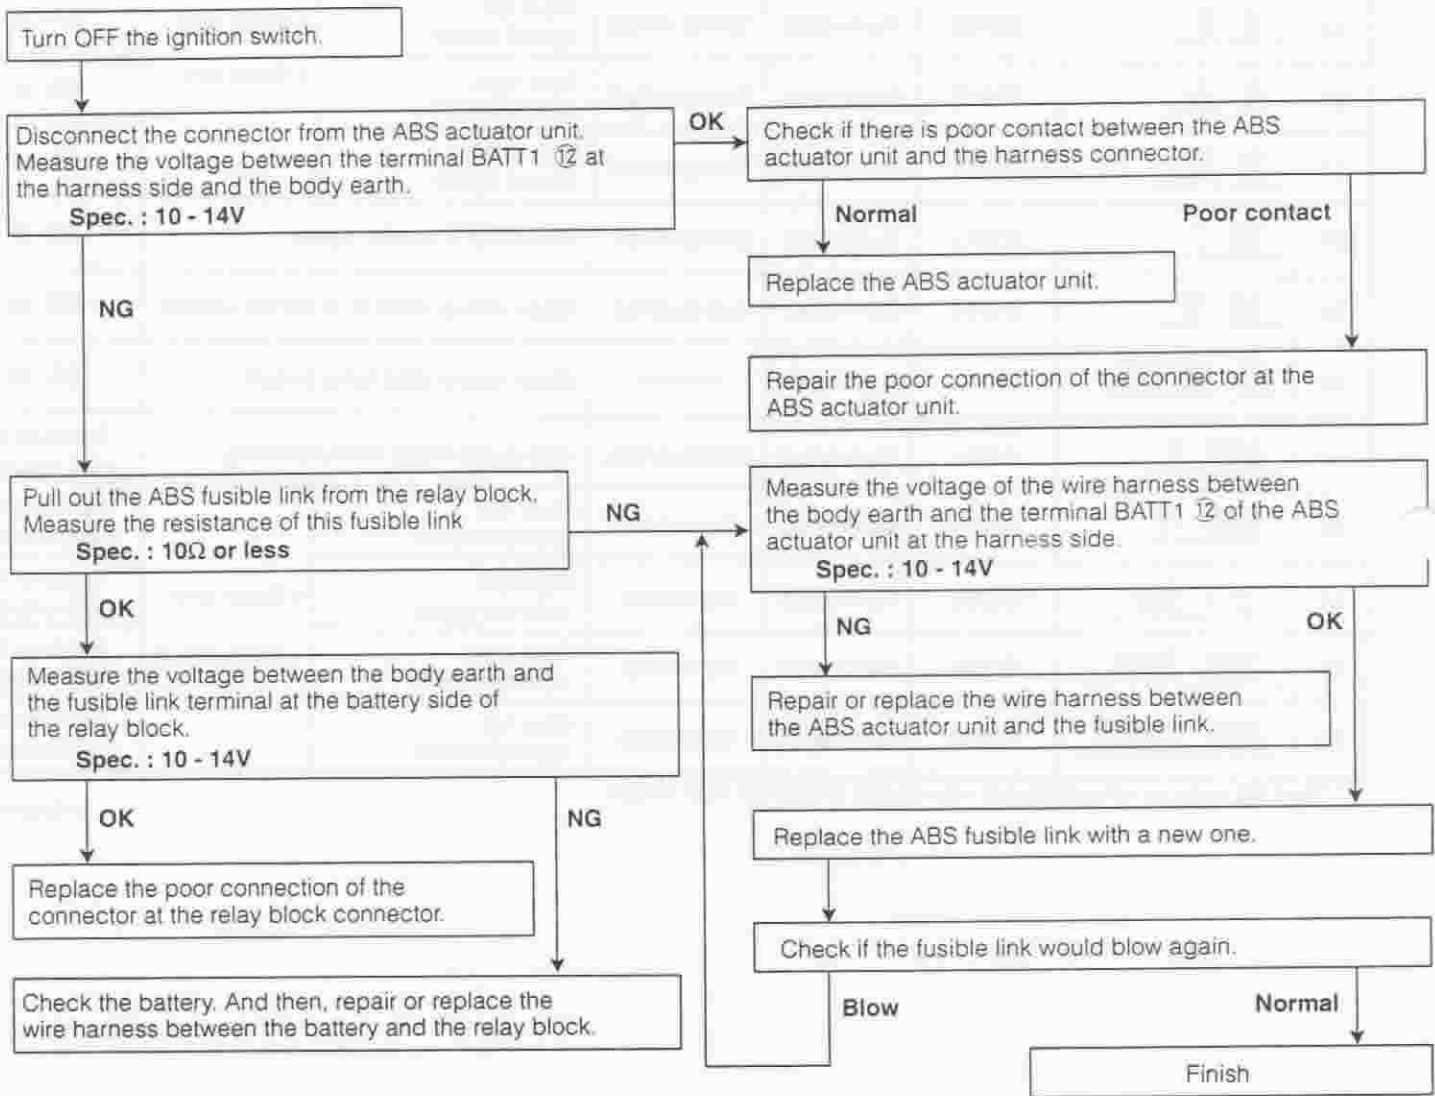 Turn OFF the ignition switch.
Disconnect the connector from the ABS actuator unit.
Measure the voltage between the terminal BATT1 ⑫ at
the harness side and the body earth.
Spec. : 10 - 14V
OK
Check if there is poor contact between the ABS
actuator unit and the harness connector.
Normal
Poor contact
Replace the ABS actuator unit.
Repair the poor connection of the connector at the
ABS actuator unit.
NG
Pull out the ABS fusible link from the relay block.
Measure the resistance of this fusible link
Spec. : 10Ω or less
NG
Measure the voltage of the wire harness between
the body earth and the terminal BATT1 ⑫ of the ABS
actuator unit at the harness side.
Spec. : 10 - 14V
OK
NG
OK
Measure the voltage between the body earth and
the fusible link terminal at the battery side of
the relay block.
Spec. : 10 - 14V
Repair or replace the wire harness between
the ABS actuator unit and the fusible link.
OK
NG
Replace the ABS fusible link with a new one.
Replace the poor connection of the
connector at the relay block connector.
Check if the fusible link would blow again.
Check the battery. And then, repair or replace the
wire harness between the battery and the relay block.
Blow
Normal
Finish